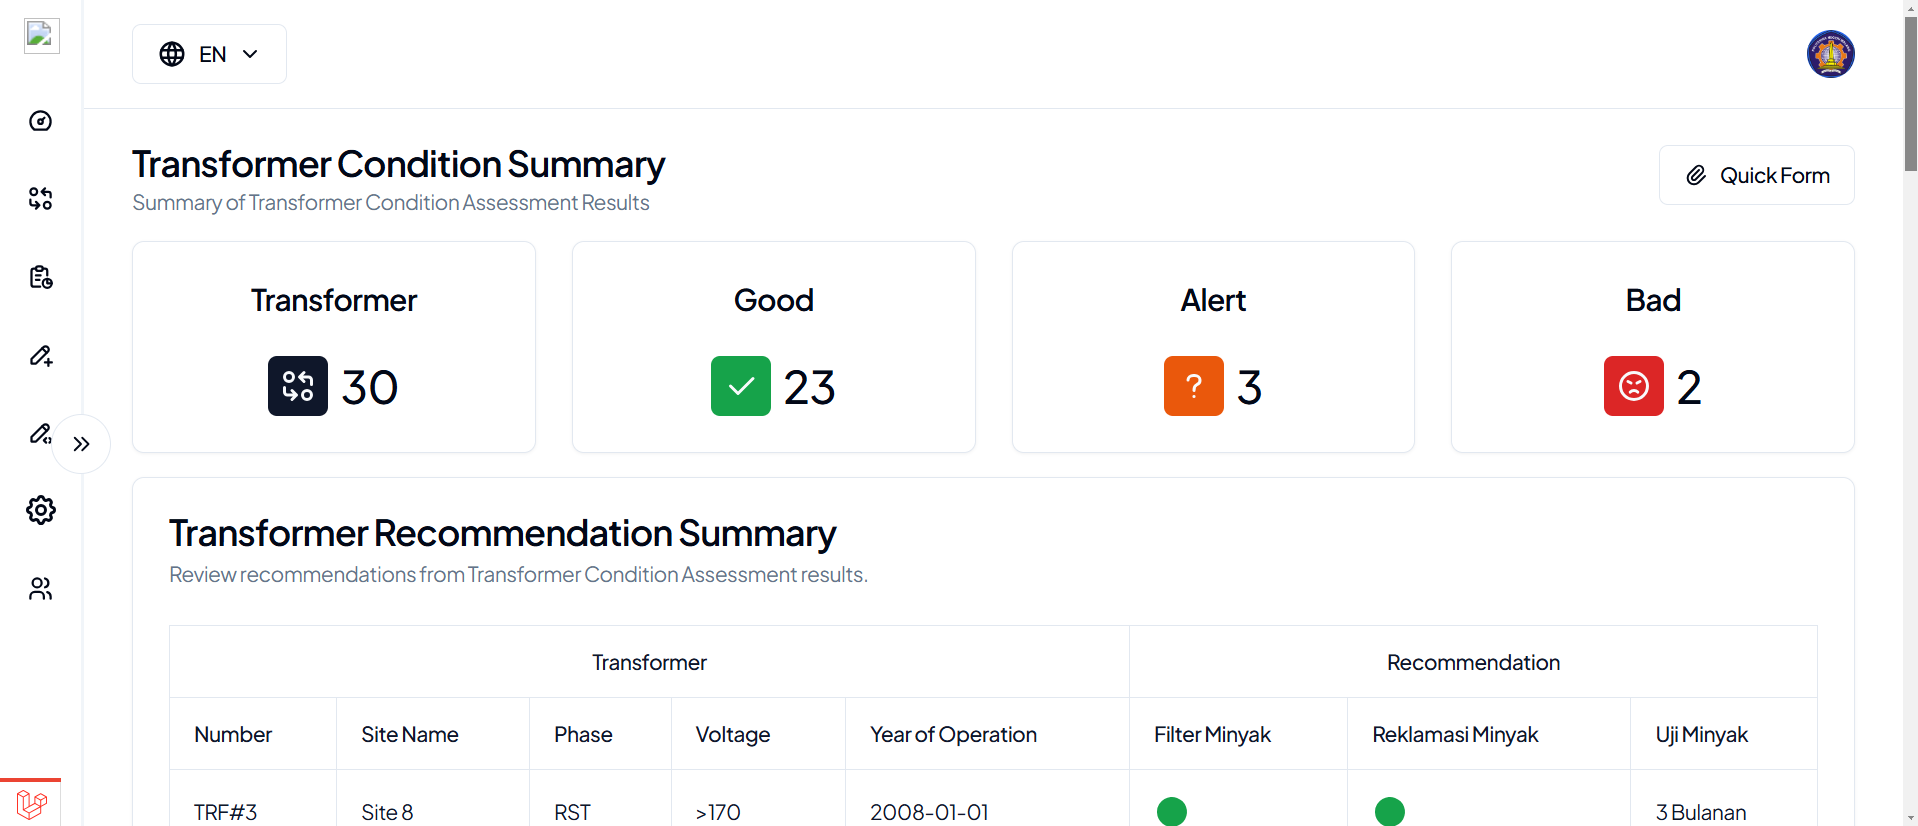 EN
Transformer Condition Summary
Summary of Transformer Condition Assessment Results
Quick Form
Transformer
30
Good
23
Alert
? 3
Bad
2
Transformer Recommendation Summary
Review recommendations from Transformer Condition Assessment results.
Transformer Recommendation
Number Site Name Phase Voltage Year of Operation Filter Minyak Reklamasi Minyak Uji Minyak
TRF#3 Site 8 RST >170 2008-01-01 3 Bulanan